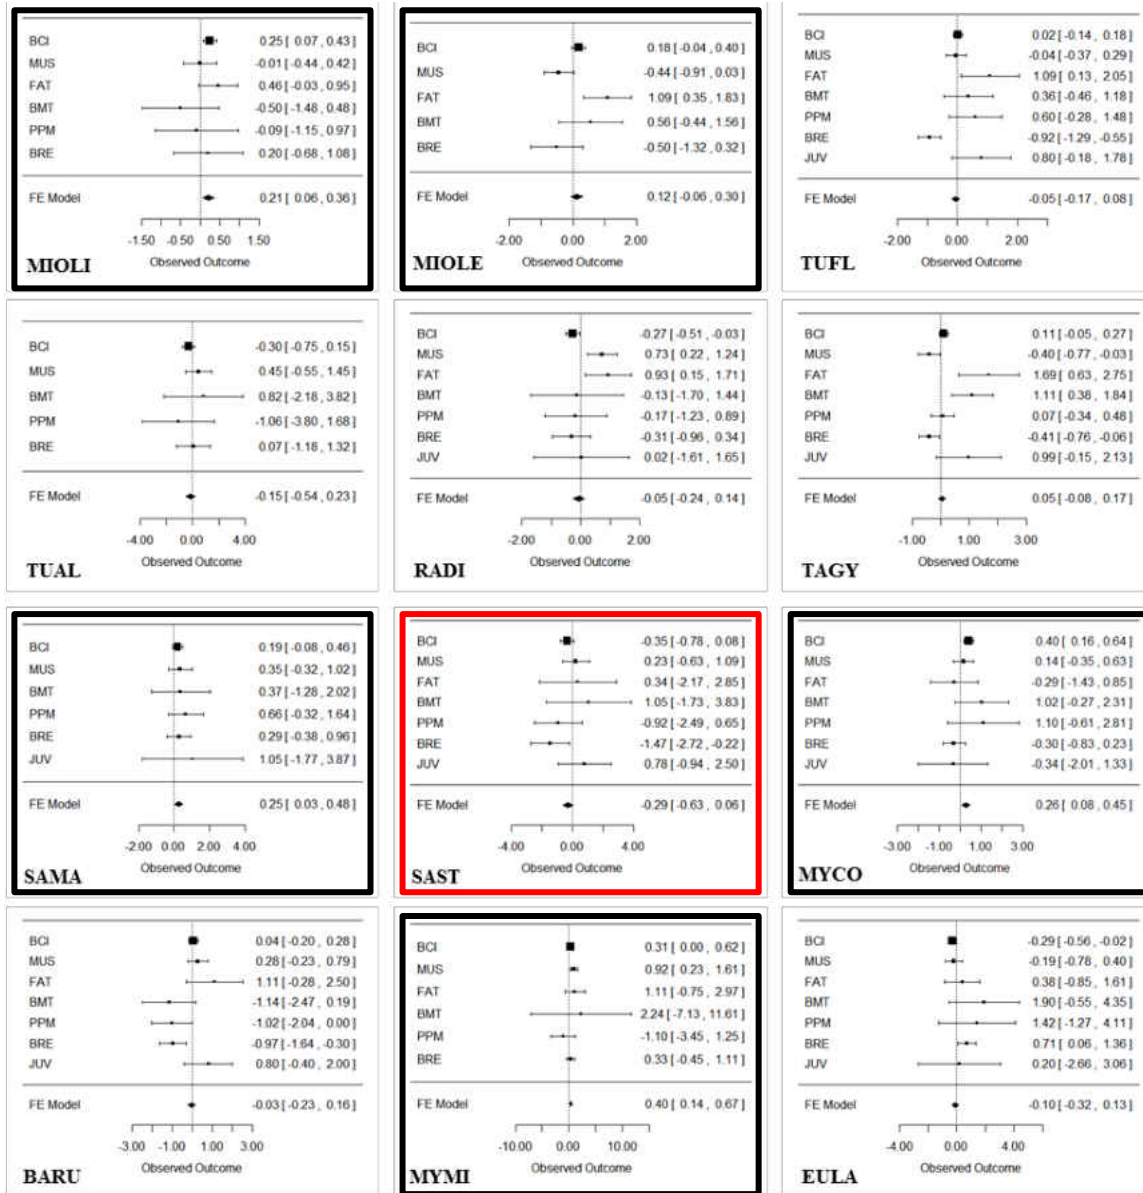 BCI 0.25 [ 0.07 , 0.43 ]
MUS -0.01 [ -0.44 , 0.42 ]
FAT 0.46 [ -0.03 , 0.95 ]
BMT -0.50 [ -1.48 , 0.48 ]
PPM -0.09 [ -1.15 , 0.97 ]
BRE 0.20 [ -0.68 , 1.08 ]
FE Model 0.21 [ 0.06 , 0.36 ]
-1.50 -0.50 0.50 1.50
Observed Outcome
MIOLI
BCI 0.18 [ -0.04 , 0.40 ]
MUS -0.44 [ -0.91 , 0.03 ]
FAT 1.09 [ 0.35 , 1.83 ]
BMT 0.56 [ -0.44 , 1.56 ]
BRE -0.50 [ -1.32 , 0.32 ]
FE Model 0.12 [ -0.06 , 0.30 ]
-2.00 0.00 2.00
Observed Outcome
MIOLE
BCI 0.02 [ -0.14 , 0.18 ]
MUS -0.04 [ -0.37 , 0.29 ]
FAT 1.09 [ 0.13 , 2.05 ]
BMT 0.36 [ -0.46 , 1.18 ]
PPM 0.60 [ -0.28 , 1.48 ]
BRE -0.92 [ -1.29 , -0.55 ]
JUV 0.80 [ -0.18 , 1.78 ]
FE Model -0.05 [ -0.17 , 0.08 ]
-2.00 0.00 2.00
Observed Outcome
TUFL
BCI -0.30 [ -0.75 , 0.15 ]
MUS 0.45 [ -0.55 , 1.45 ]
BMT 0.82 [ -2.18 , 3.82 ]
PPM -1.06 [ -3.80 , 1.68 ]
BRE 0.07 [ -1.18 , 1.32 ]
FE Model -0.15 [ -0.54 , 0.23 ]
-4.00 0.00 4.00
Observed Outcome
TUAL
BCI -0.27 [ -0.51 , -0.03 ]
MUS 0.73 [ 0.22 , 1.24 ]
FAT 0.93 [ 0.15 , 1.71 ]
BMT -0.13 [ -1.70 , 1.44 ]
PPM -0.17 [ -1.23 , 0.89 ]
BRE -0.31 [ -0.96 , 0.34 ]
JUV 0.02 [ -1.61 , 1.65 ]
FE Model -0.05 [ -0.24 , 0.14 ]
-2.00 0.00 2.00
Observed Outcome
RADI
BCI 0.11 [ -0.05 , 0.27 ]
MUS -0.40 [ -0.77 , -0.03 ]
FAT 1.69 [ 0.63 , 2.75 ]
BMT 1.11 [ 0.38 , 1.84 ]
PPM 0.07 [ -0.34 , 0.48 ]
BRE -0.41 [ -0.76 , -0.06 ]
JUV 0.99 [ -0.15 , 2.13 ]
FE Model 0.05 [ -0.08 , 0.17 ]
-1.00 1.00 3.00
Observed Outcome
TAGY
BCI 0.19 [ -0.08 , 0.46 ]
MUS 0.35 [ -0.32 , 1.02 ]
BMT 0.37 [ -1.28 , 2.02 ]
PPM 0.66 [ -0.32 , 1.64 ]
BRE 0.29 [ -0.38 , 0.96 ]
JUV 1.05 [ -1.77 , 3.87 ]
FE Model 0.25 [ 0.03 , 0.48 ]
-2.00 0.00 2.00 4.00
Observed Outcome
SAMA
BCI -0.35 [ -0.78 , 0.08 ]
MUS 0.23 [ -0.63 , 1.09 ]
FAT 0.34 [ -2.17 , 2.85 ]
BMT 1.05 [ -1.73 , 3.83 ]
PPM -0.92 [ -2.49 , 0.65 ]
BRE -1.47 [ -2.72 , -0.22 ]
JUV 0.78 [ -0.94 , 2.50 ]
FE Model -0.29 [ -0.63 , 0.06 ]
-4.00 0.00 4.00
Observed Outcome
SAST
BCI 0.40 [ 0.16 , 0.64 ]
MUS 0.14 [ -0.35 , 0.63 ]
FAT -0.29 [ -1.43 , 0.85 ]
BMT 1.02 [ -0.27 , 2.31 ]
PPM 1.10 [ -0.61 , 2.81 ]
BRE -0.30 [ -0.83 , 0.23 ]
JUV -0.34 [ -2.01 , 1.33 ]
FE Model 0.26 [ 0.08 , 0.45 ]
-3.00 -1.00 1.00 3.00
Observed Outcome
MYCO
BCI 0.04 [ -0.20 , 0.28 ]
MUS 0.28 [ -0.23 , 0.79 ]
FAT 1.11 [ -0.28 , 2.50 ]
BMT -1.14 [ -2.47 , 0.19 ]
PPM -1.02 [ -2.04 , 0.00 ]
BRE -0.97 [ -1.64 , -0.30 ]
JUV 0.80 [ -0.40 , 2.00 ]
FE Model -0.03 [ -0.23 , 0.16 ]
-3.00 -1.00 1.00 3.00
Observed Outcome
BARU
BCI 0.31 [ 0.00 , 0.62 ]
MUS 0.92 [ 0.23 , 1.61 ]
FAT 1.11 [ -0.75 , 2.97 ]
BMT 2.24 [ -7.13 , 11.61 ]
PPM -1.10 [ -3.45 , 1.25 ]
BRE 0.33 [ -0.45 , 1.11 ]
FE Model 0.40 [ 0.14 , 0.67 ]
-10.00 0.00 10.00
Observed Outcome
MYMI
BCI -0.29 [ -0.56 , -0.02 ]
MUS -0.19 [ -0.78 , 0.40 ]
FAT 0.38 [ -0.85 , 1.61 ]
BMT 1.90 [ -0.55 , 4.35 ]
PPM 1.42 [ -1.27 , 4.11 ]
BRE 0.71 [ 0.06 , 1.36 ]
JUV 0.20 [ -2.66 , 3.06 ]
FE Model -0.10 [ -0.32 , 0.13 ]
-4.00 0.00 4.00
Observed Outcome
EULA